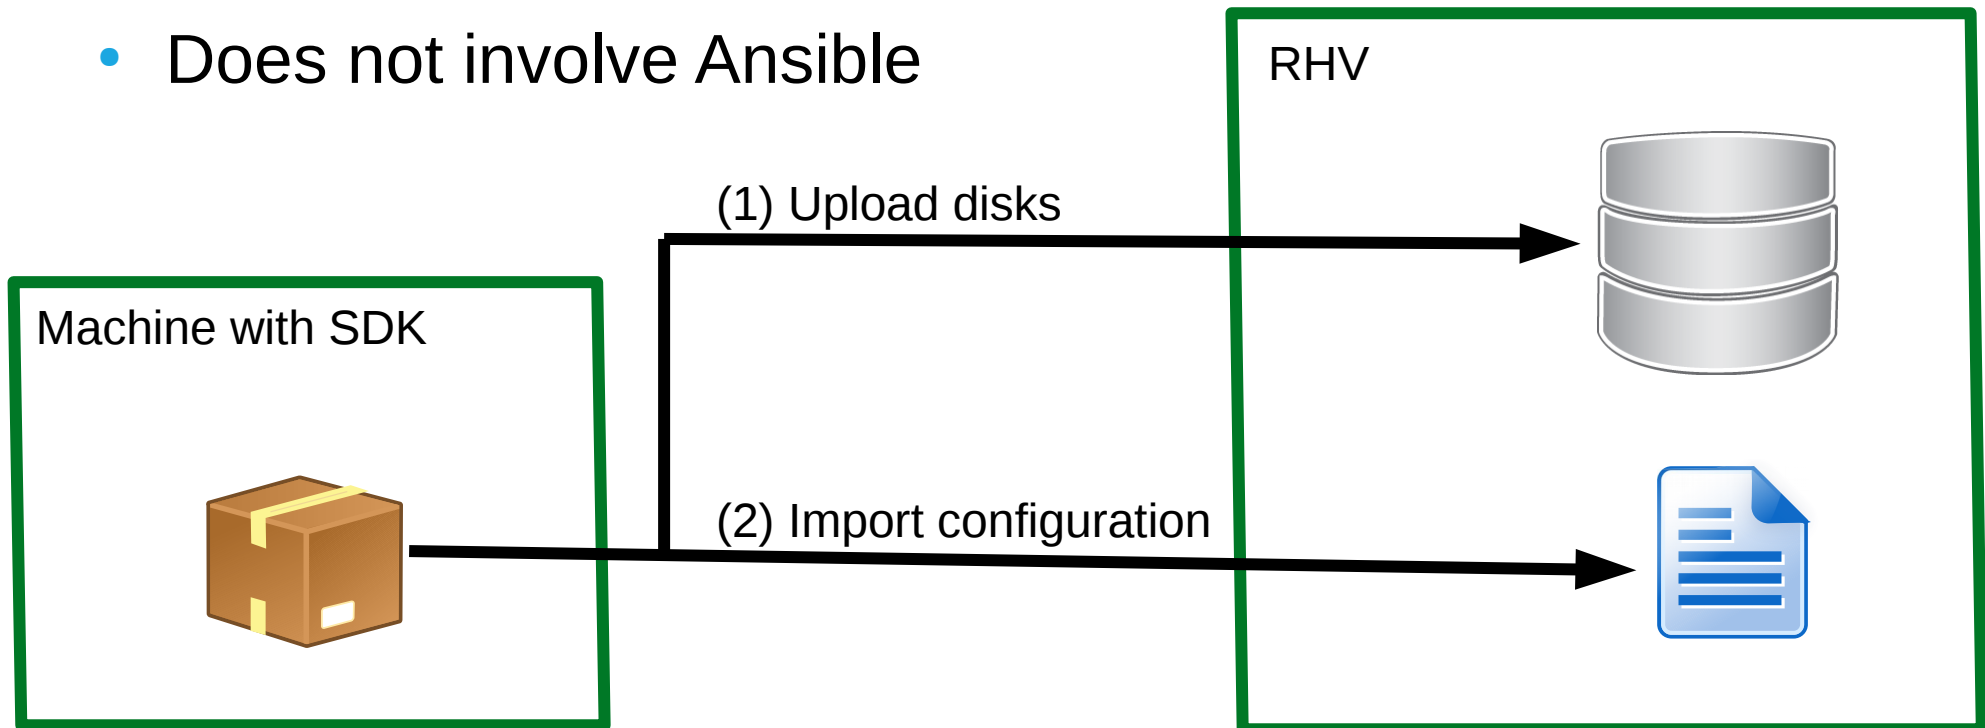 • Does not involve Ansible
RHV
(1) Upload disks
Machine with SDK
(2) Import configuration